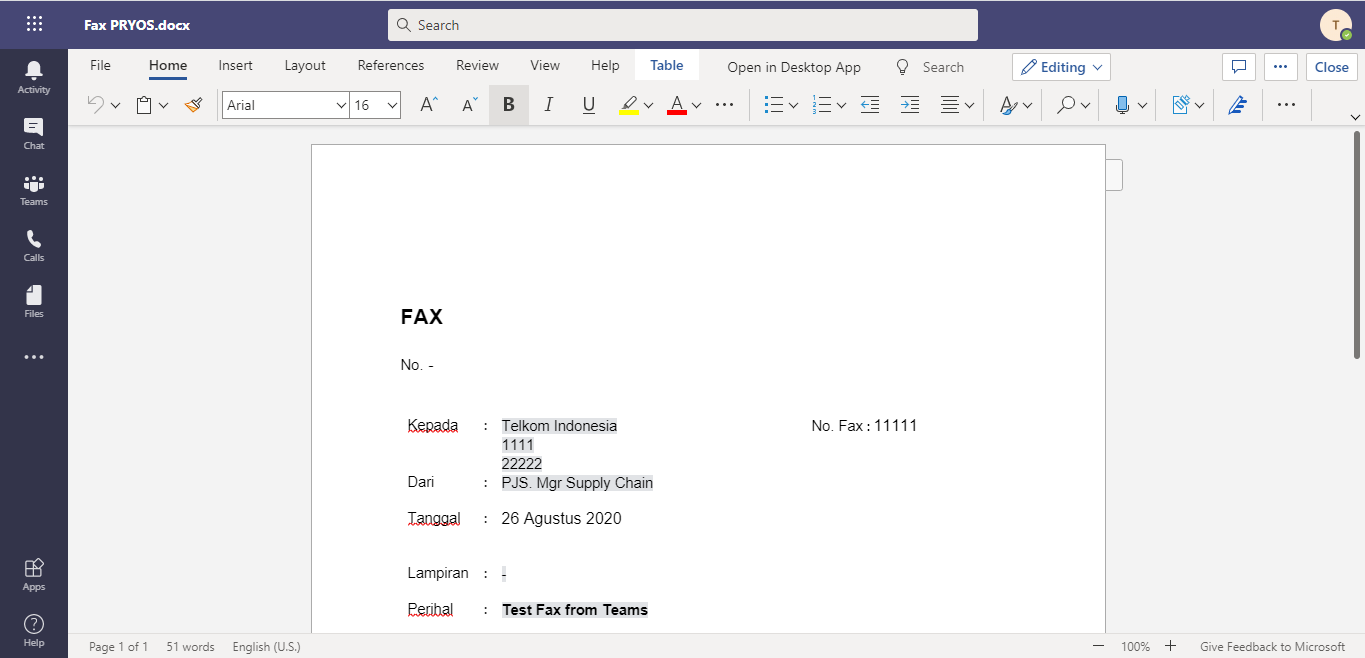 Fax PRYOS.docx
Search
T
Activity
Chat
Teams
Calls
Files
Apps
Help
File Home Insert Layout References Review View Help Table Open in Desktop App Search Editing Close
Arial 16 A A B I U A
FAX
No. -
Kepada : Telkom Indonesia No. Fax : 11111
1111
22222
Dari : PJS. Mgr Supply Chain
Tanggal : 26 Agustus 2020
Lampiran : -
Perihal : Test Fax from Teams
Page 1 of 1 51 words English (U.S.) 100% Give Feedback to Microsoft